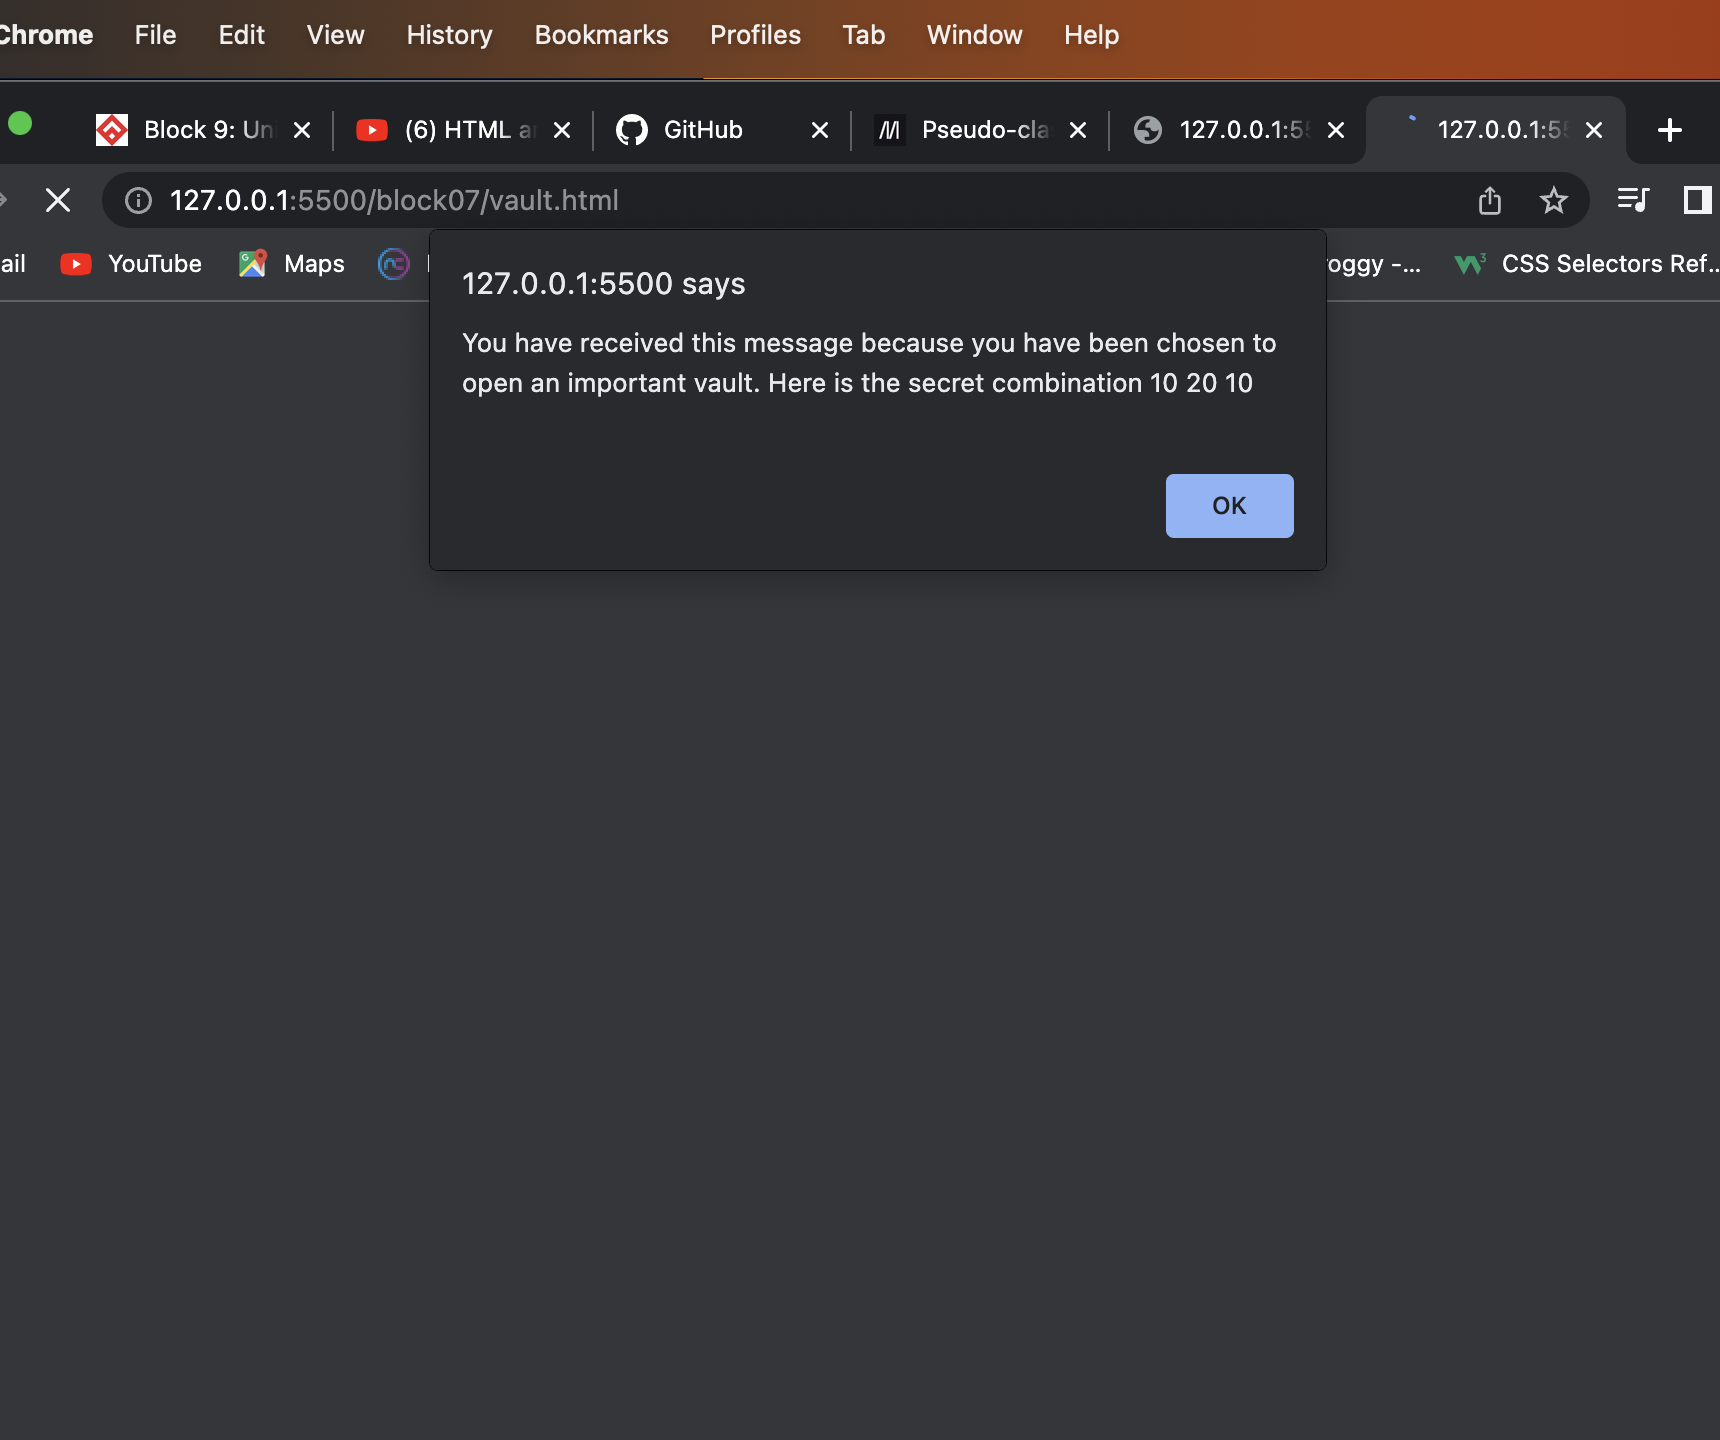 Chrome File Edit View History Bookmarks Profiles Tab Window Help
Block 9: Un (6) HTML a GitHub Pseudo-cla 127.0.0.1:55 127.0.0.1:55
127.0.0.1:5500/block07/vault.html
ail YouTube Maps oggy -... CSS Selectors Ref...
127.0.0.1:5500 says
You have received this message because you have been chosen to
open an important vault. Here is the secret combination 10 20 10
OK